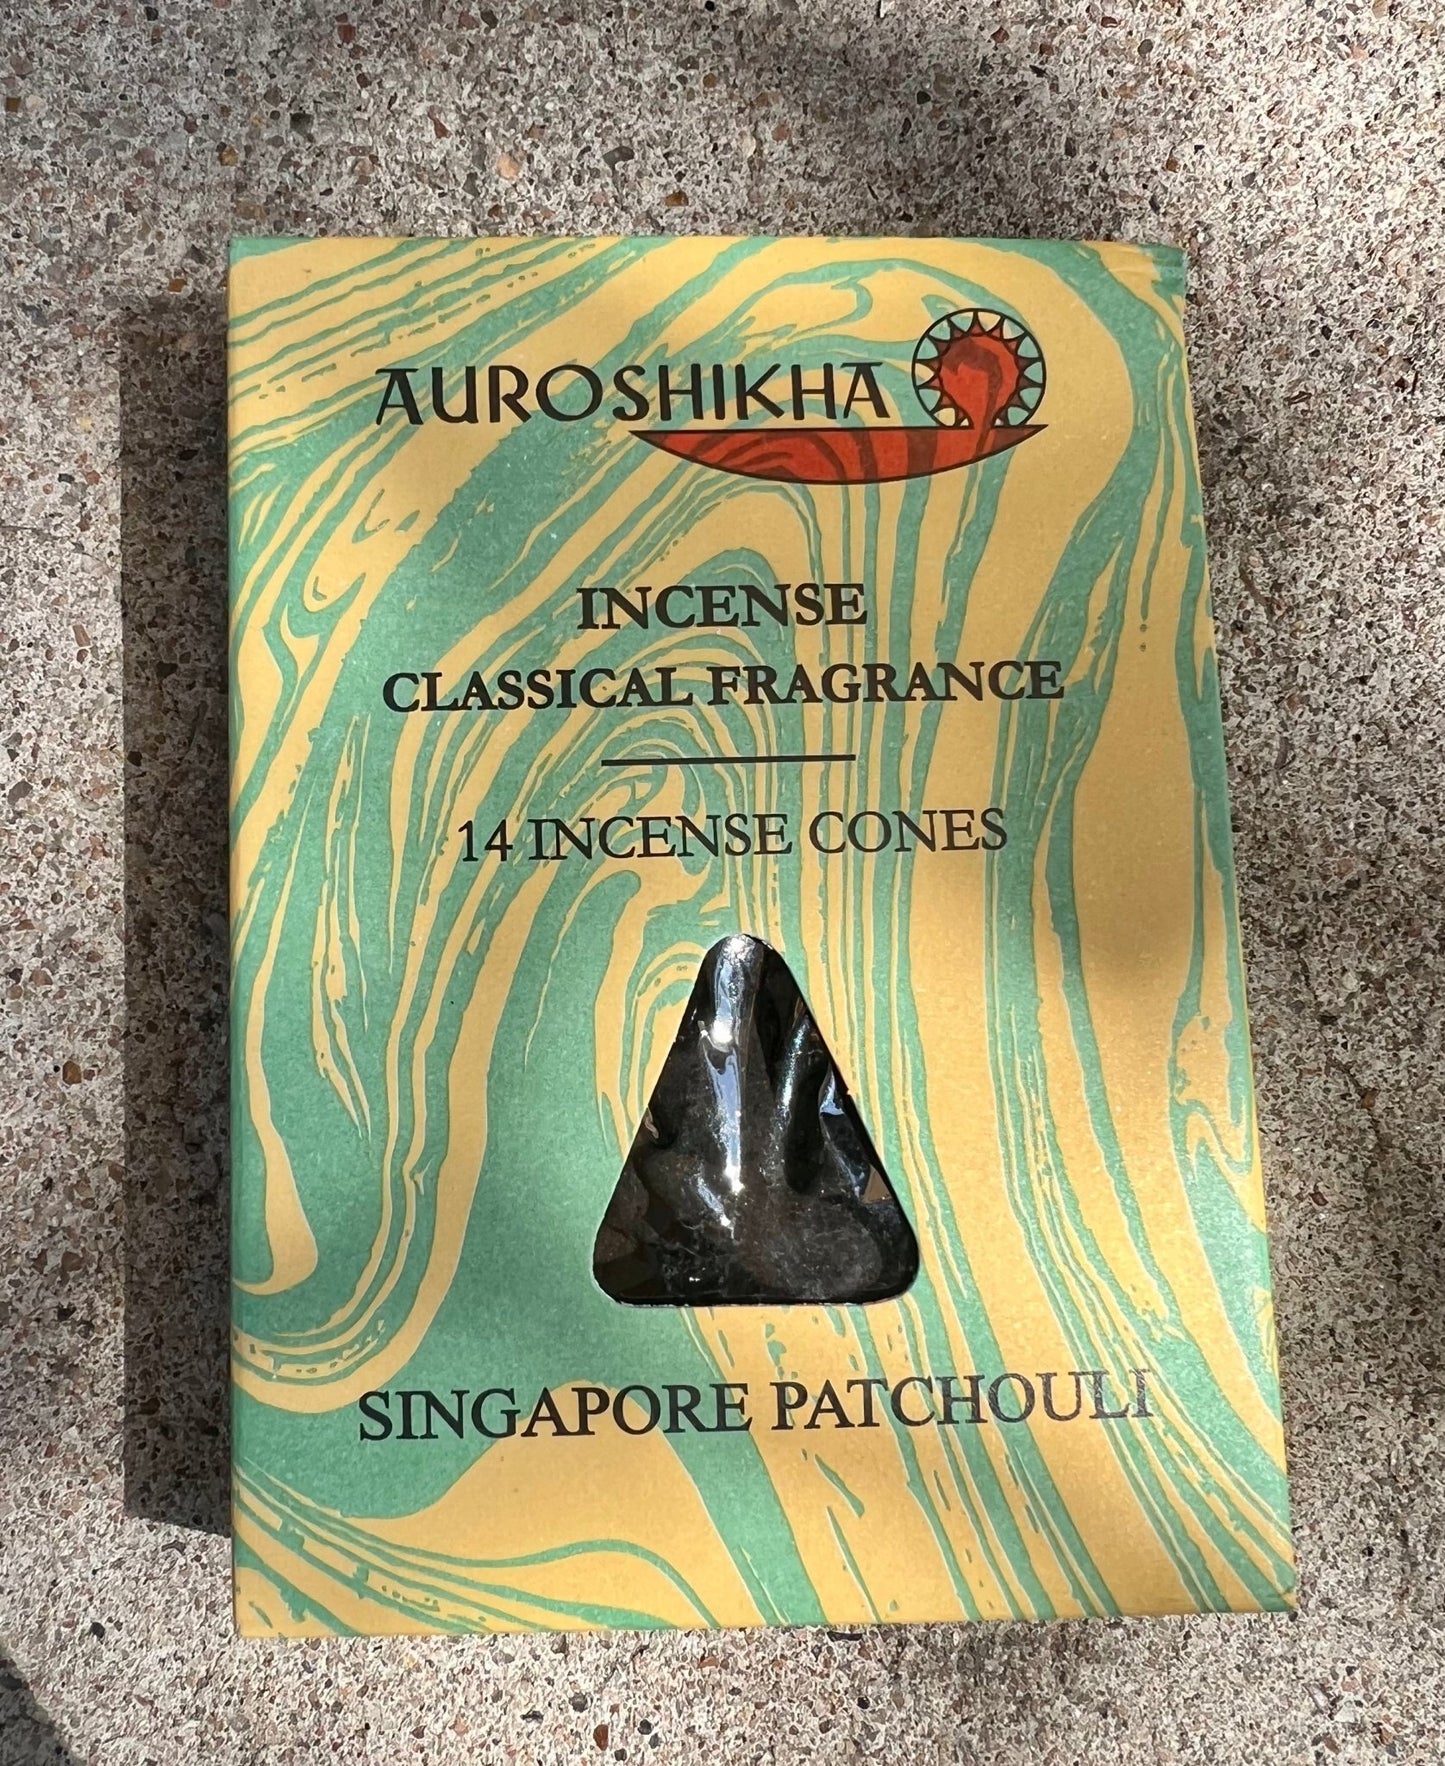 AUROSHIKHA
INCENSE
CLASSICAL FRAGRANCE
14 INCENSE CONES
SINGAPORE PATCHOULI